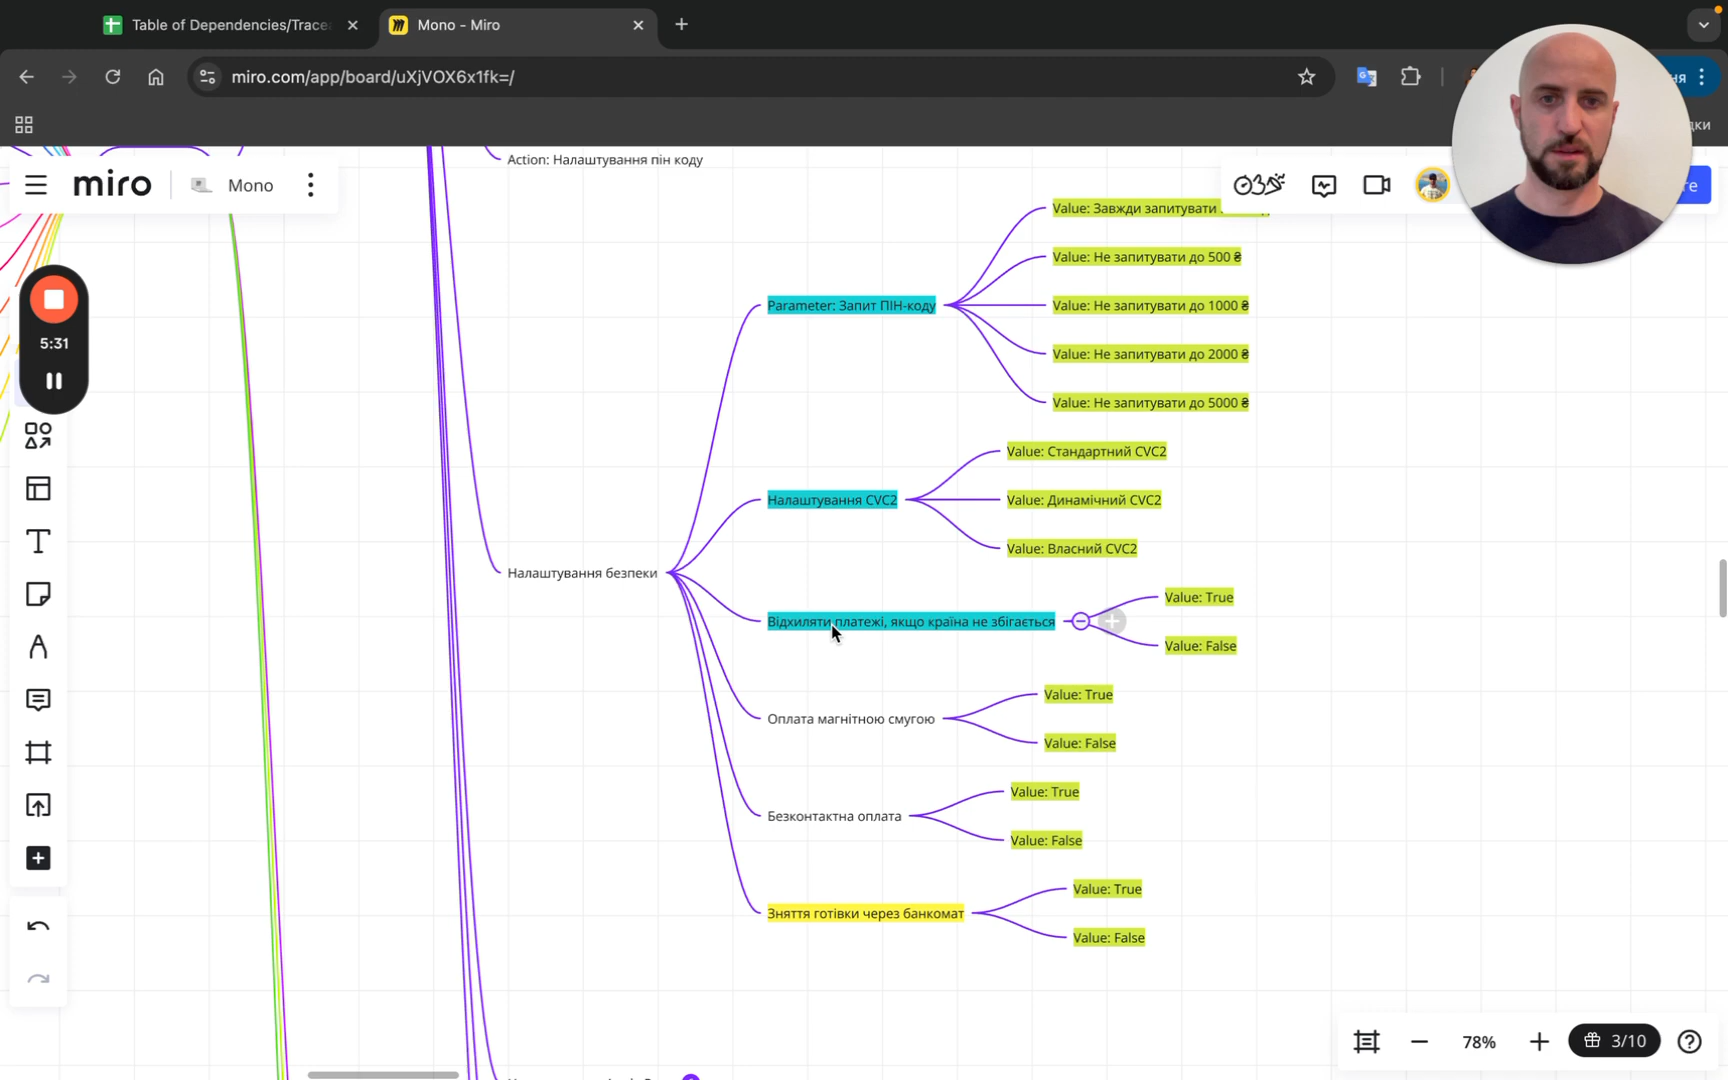 Table of Dependencies/Trace
Mono - Miro
miro.com/app/board/uXjVOX6x1fk=/
Action: Налаштування пін коду
miro
Mono
5:31
Value: Завжди запитувати
Value: Не запитувати до 500 ₴
Parameter: Запит ПІН-коду
Value: Не запитувати до 1000 ₴
Value: Не запитувати до 2000 ₴
Value: Не запитувати до 5000 ₴
Value: Стандартний CVC2
Налаштування CVC2
Value: Динамічний CVC2
Value: Власний CVC2
Налаштування безпеки
Value: True
Відхиляти платежі, якщо країна не збігається
Value: False
Value: True
Оплата магнітною смугою
Value: False
Value: True
Безконтактна оплата
Value: False
Value: True
Зняття готівки через банкомат
Value: False
78%
3/10